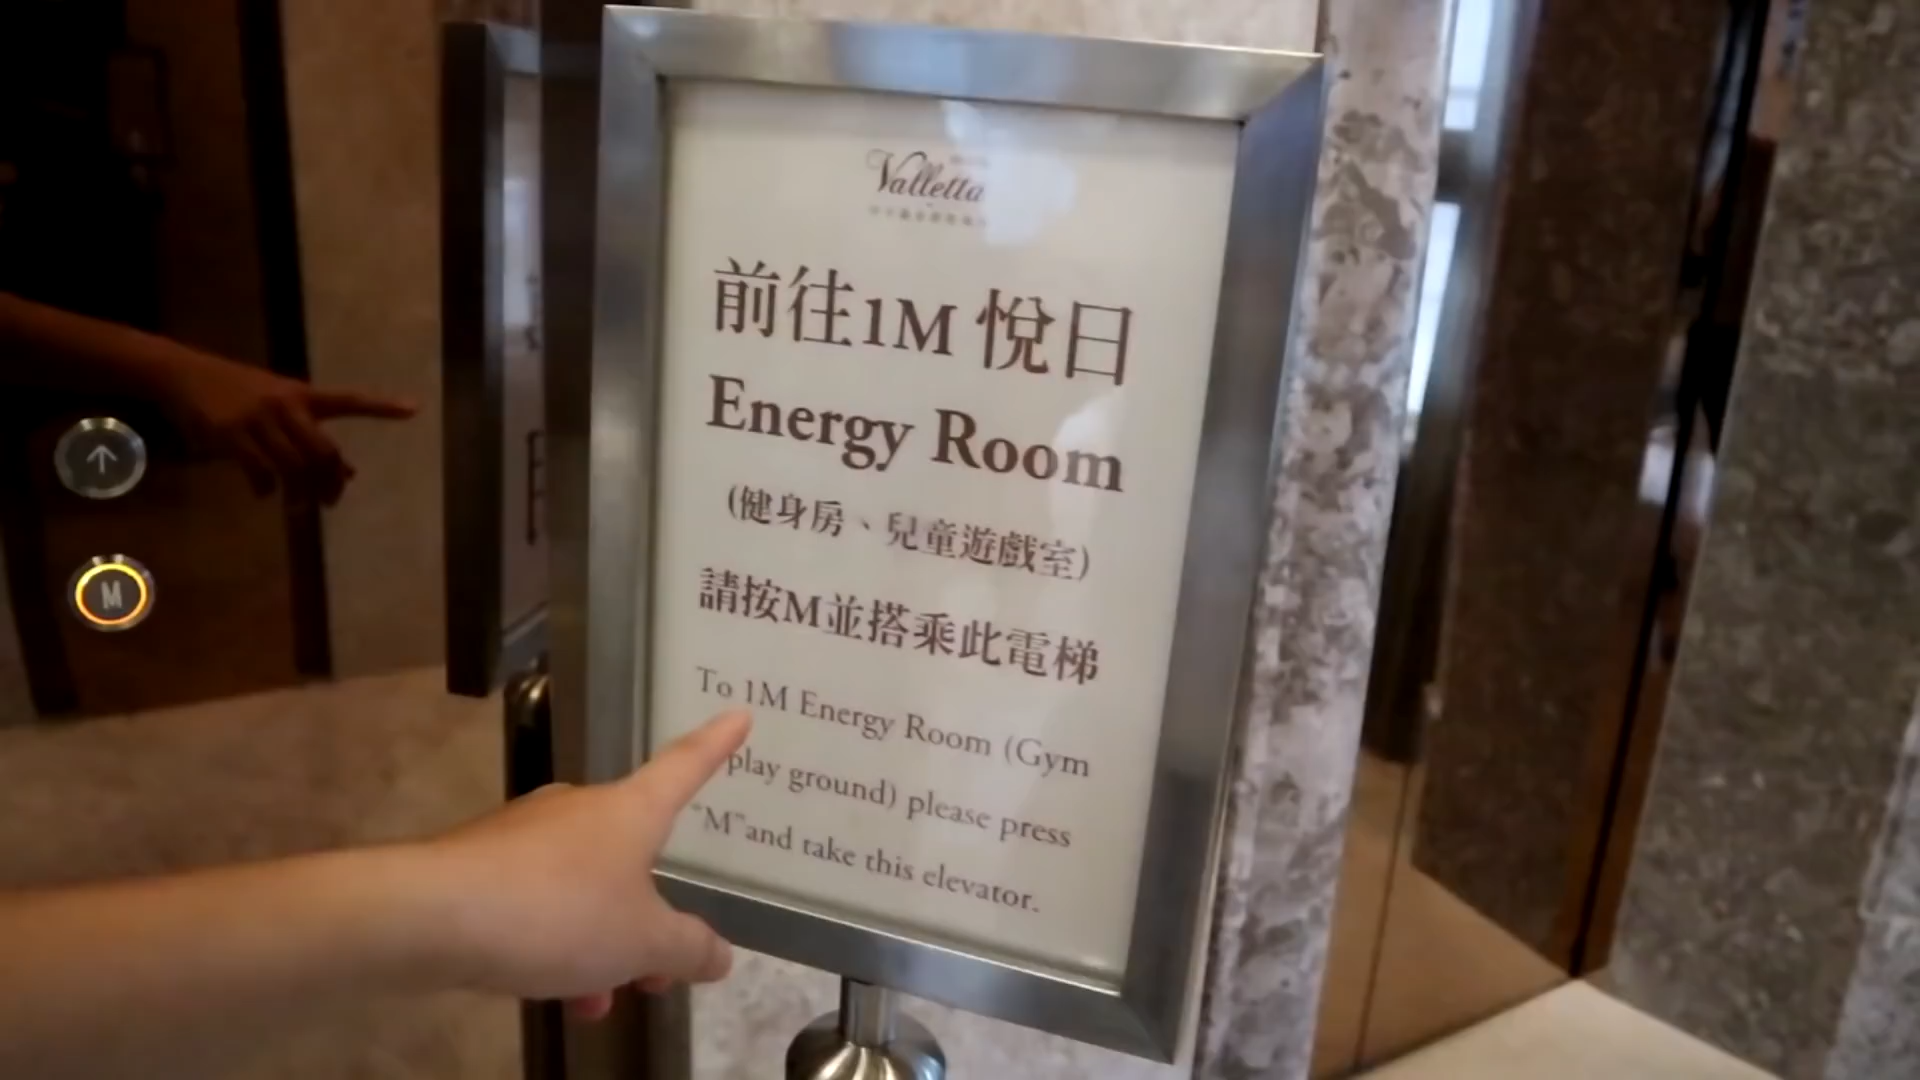 Valletta
前往1M 悅日
Energy Room
(健身房、兒童遊戲室)
請按M並搭乘此電梯
To 1M Energy Room (Gym
play ground) please press
“M”and take this elevator.
M